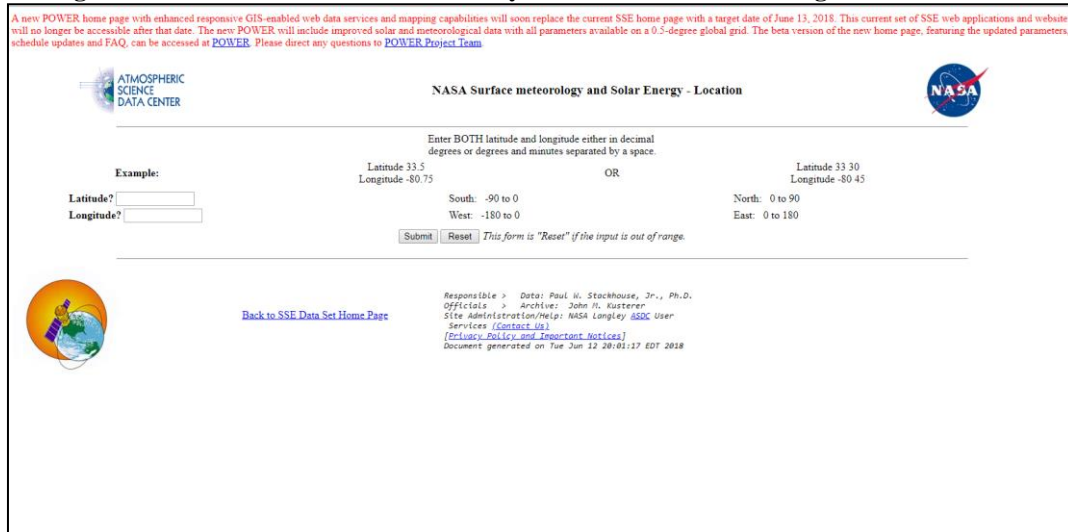 A new POWER home page with enhanced responsive GIS-enabled web data services and mapping capabilities will soon replace the current SSE home page with a target date of June 13, 2018. This current set of SSE web applications and website
will no longer be accessible after that date. The new POWER will include improved solar and meteorological data with all parameters available on a 0.5-degree global grid. The beta version of the new home page, featuring the updated parameters,
schedule updates and FAQ, can be accessed at POWER. Please direct any questions to POWER Project Team.
ATMOSPHERIC
SCIENCE
DATA CENTER
NASA Surface meteorology and Solar Energy - Location
NASA
Enter BOTH latitude and longitude either in decimal
degrees or degrees and minutes separated by a space.
Example:
Latitude 33.5
Longitude -80.75
OR
Latitude 33 30
Longitude -80 45
Latitude?
South: -90 to 0
North: 0 to 90
Longitude?
West: -180 to 0
East: 0 to 180
Submit Reset This form is "Reset" if the input is out of range.
Back to SSE Data Set Home Page
Responsible > Data: Paul W. Stackhouse, Jr., Ph.D.
Officials > Archive: John M. Kusterer
Site Administration/Help: NASA Langley ASDC User
Services (Contact Us)
[Privacy Policy and Important Notices]
Document generated on Tue Jun 12 20:01:17 EDT 2018